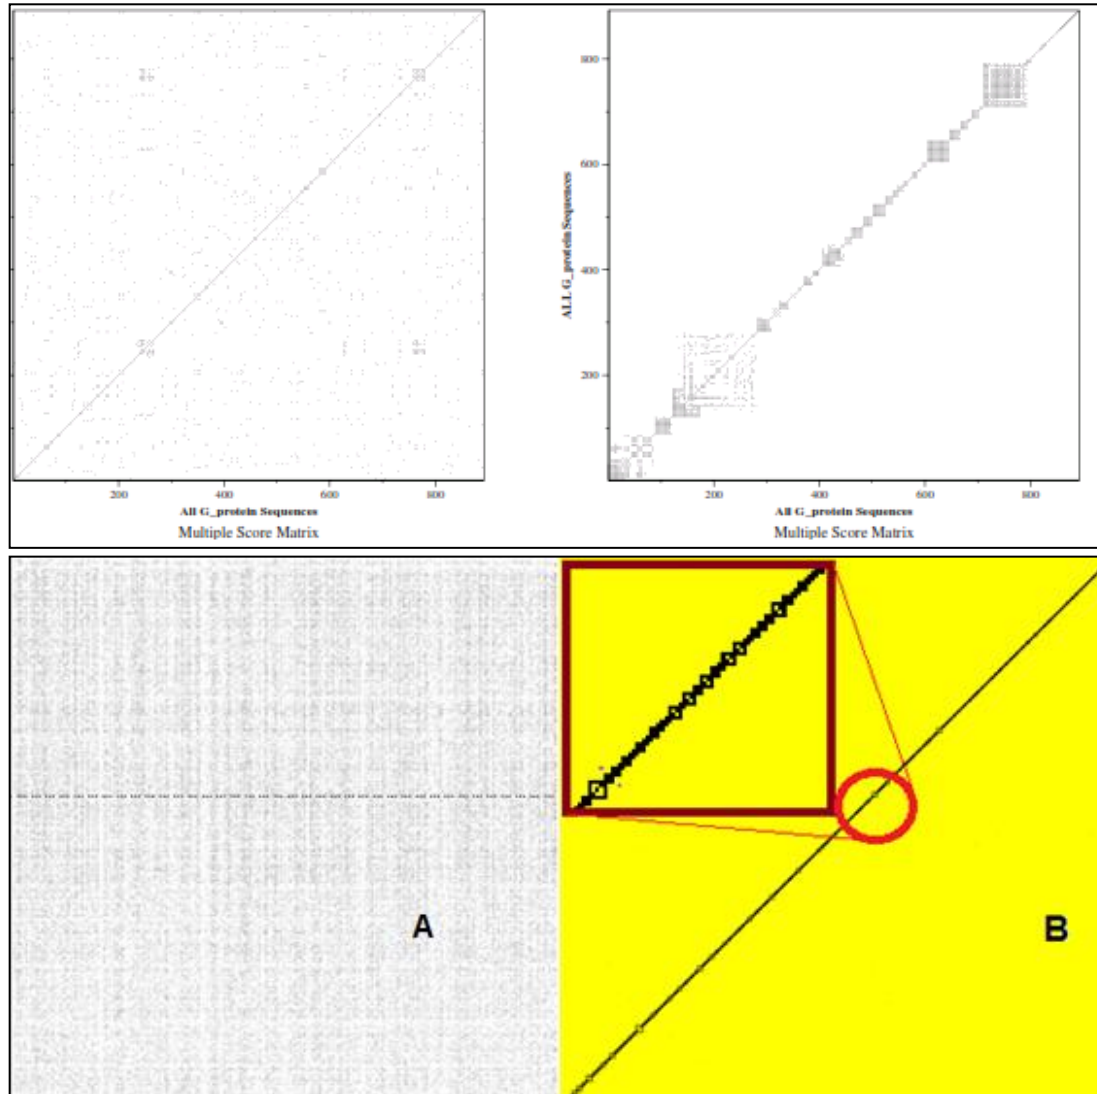 800
600
400
200
ALL G_protein Sequences
200 400 600 800
200 400 600 800
All G_protein Sequences
All G_protein Sequences
Multiple Score Matrix
Multiple Score Matrix
A
B